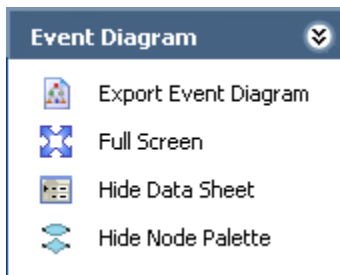 Event Diagram
Export Event Diagram
Full Screen
Hide Data Sheet
Hide Node Palette